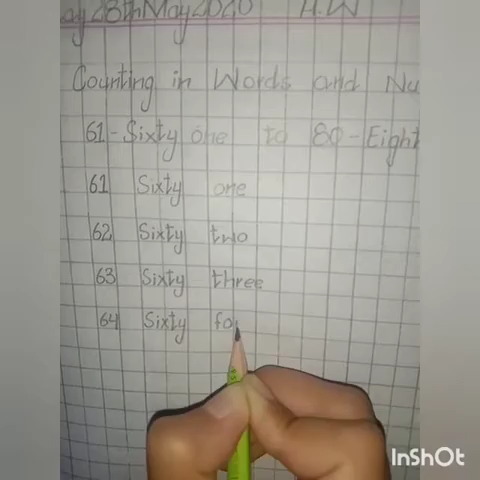 28th May 2020 H.W
Counting in Words and Nu
61 - Sixty one to 80 - Eight
61 Sixty one
62 Sixty two
63 Sixty three
64 Sixty fo
InShOt